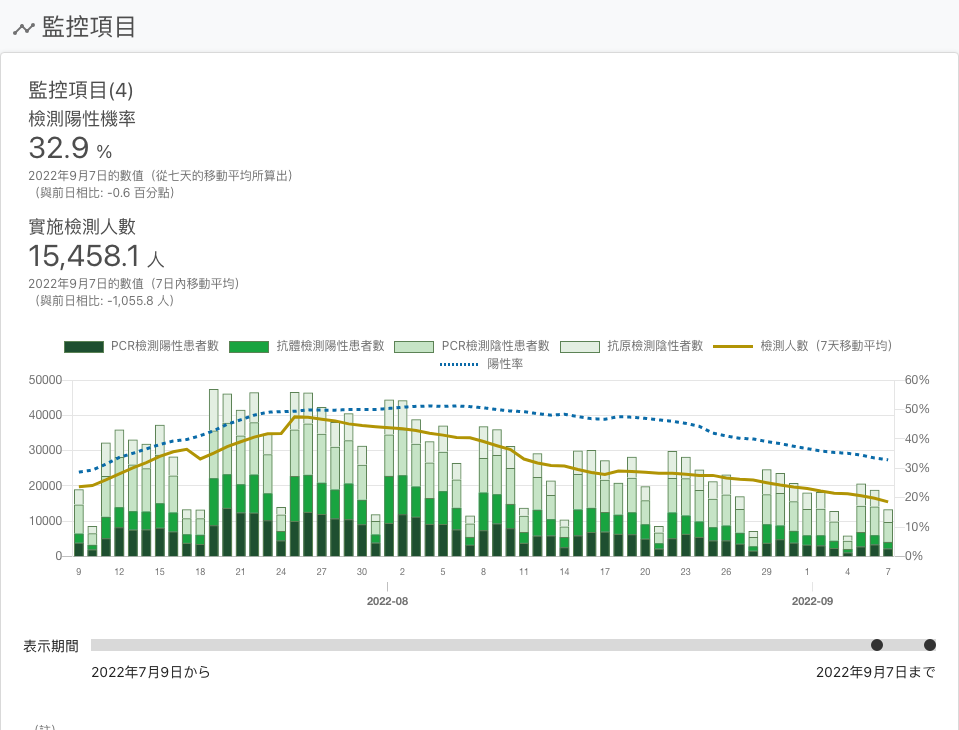 監控項目
監控項目(4)
檢測陽性機率
32.9 %
2022年9月7日的數值（從七天的移動平均所算出）
（與前日相比: -0.6 百分點）
實施檢測人數
15,458.1 人
2022年9月7日的數值（7日內移動平均）
（與前日相比: -1,055.8 人）
PCR檢測陽性患者數 抗體檢測陽性患者數 PCR檢測陰性患者數 抗原檢測陰性者數 檢測人數（7天移動平均）
陽性率
50000 60%
40000 50%
30000 40%
20000 30%
10000 20%
0 10%
0%
9 12 15 18 21 24 27 30 2 5 8 11 14 17 20 23 26 29 1 4 7
2022-08 2022-09
表示期間
2022年7月9日から 2022年9月7日まで
（註）